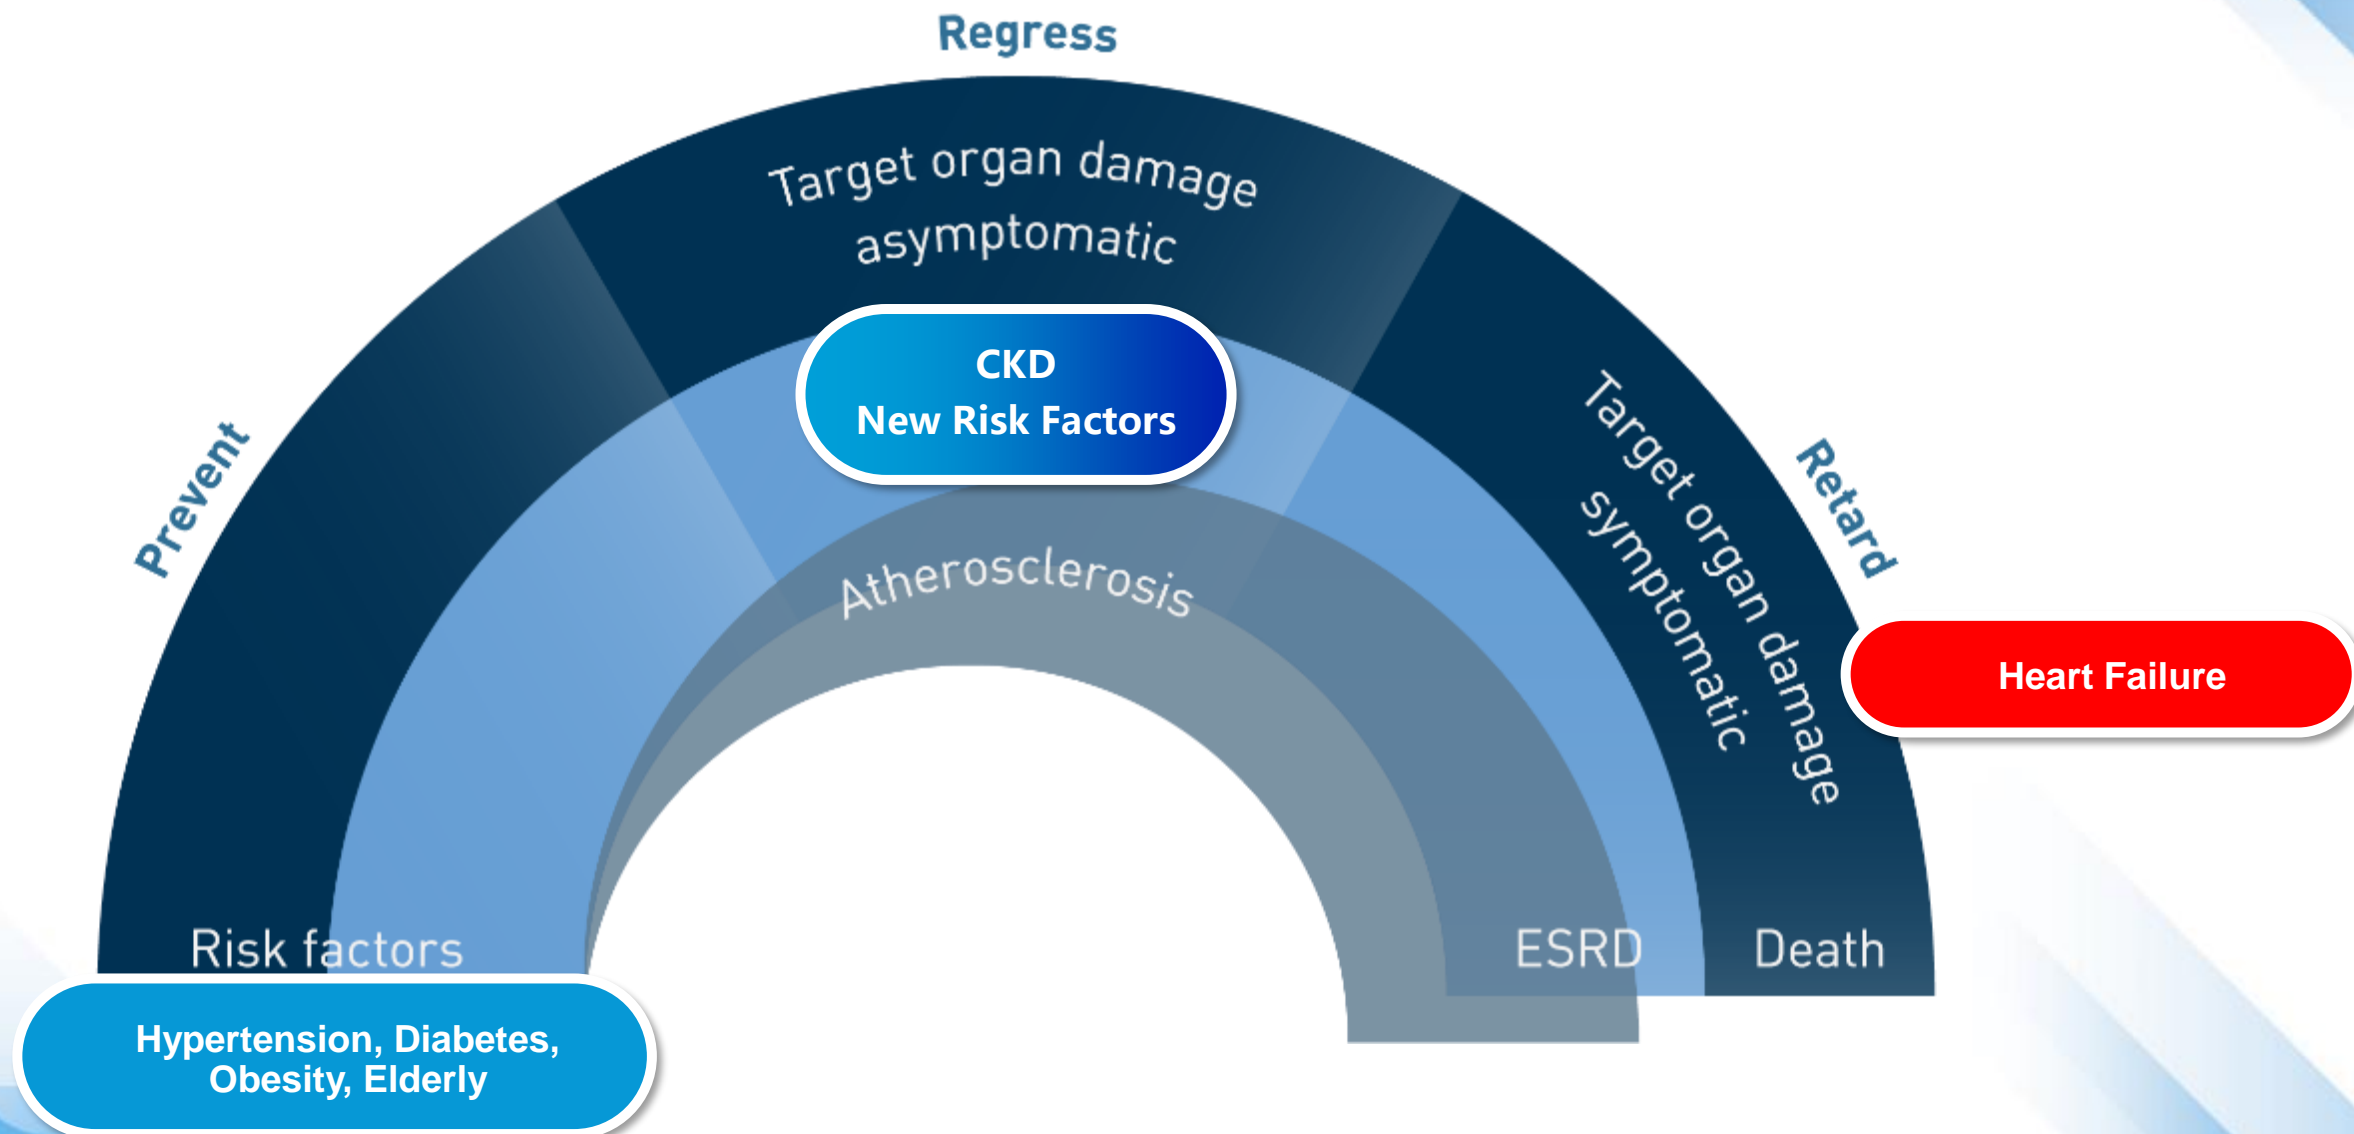 Regress
Target organ damage
asymptomatic
CKD
New Risk Factors
Prevent
Atherosclerosis
Target organ damage
symptomatic
Retard
Heart Failure
Risk factors
ESRD
Death
Hypertension, Diabetes,
Obesity, Elderly